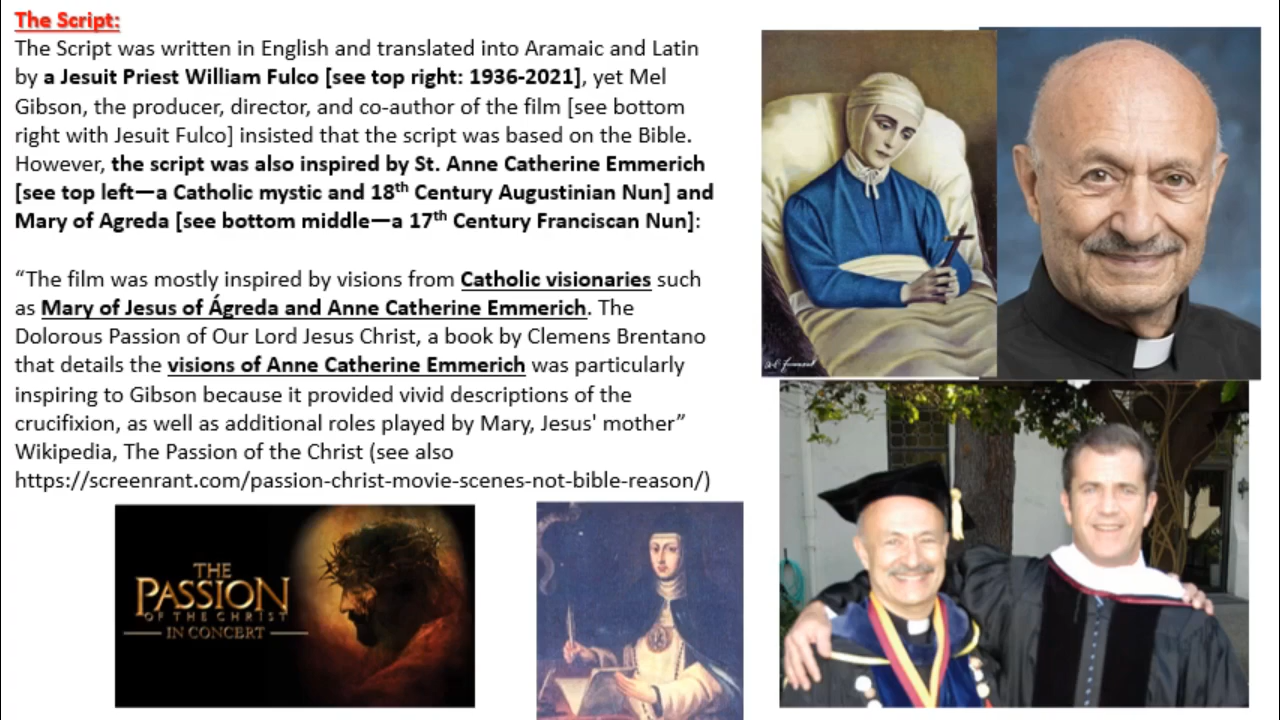 The Script:
The Script was written in English and translated into Aramaic and Latin
by a Jesuit Priest William Fulco [see top right: 1936-2021], yet Mel
Gibson, the producer, director, and co-author of the film [see bottom
right with Jesuit Fulco] insisted that the script was based on the Bible.
However, the script was also inspired by St. Anne Catherine Emmerich
[see top left—a Catholic mystic and 18th Century Augustinian Nun] and
Mary of Agreda [see bottom middle—a 17th Century Franciscan Nun]:
“The film was mostly inspired by visions from Catholic visionaries such
as Mary of Jesus of Ágreda and Anne Catherine Emmerich. The
Dolorous Passion of Our Lord Jesus Christ, a book by Clemens Brentano
that details the visions of Anne Catherine Emmerich was particularly
inspiring to Gibson because it provided vivid descriptions of the
crucifixion, as well as additional roles played by Mary, Jesus' mother”
Wikipedia, The Passion of the Christ (see also
https://screenrant.com/passion-christ-movie-scenes-not-bible-reason/)
THE
PASSION
OF THE CHRIST
IN CONCERT